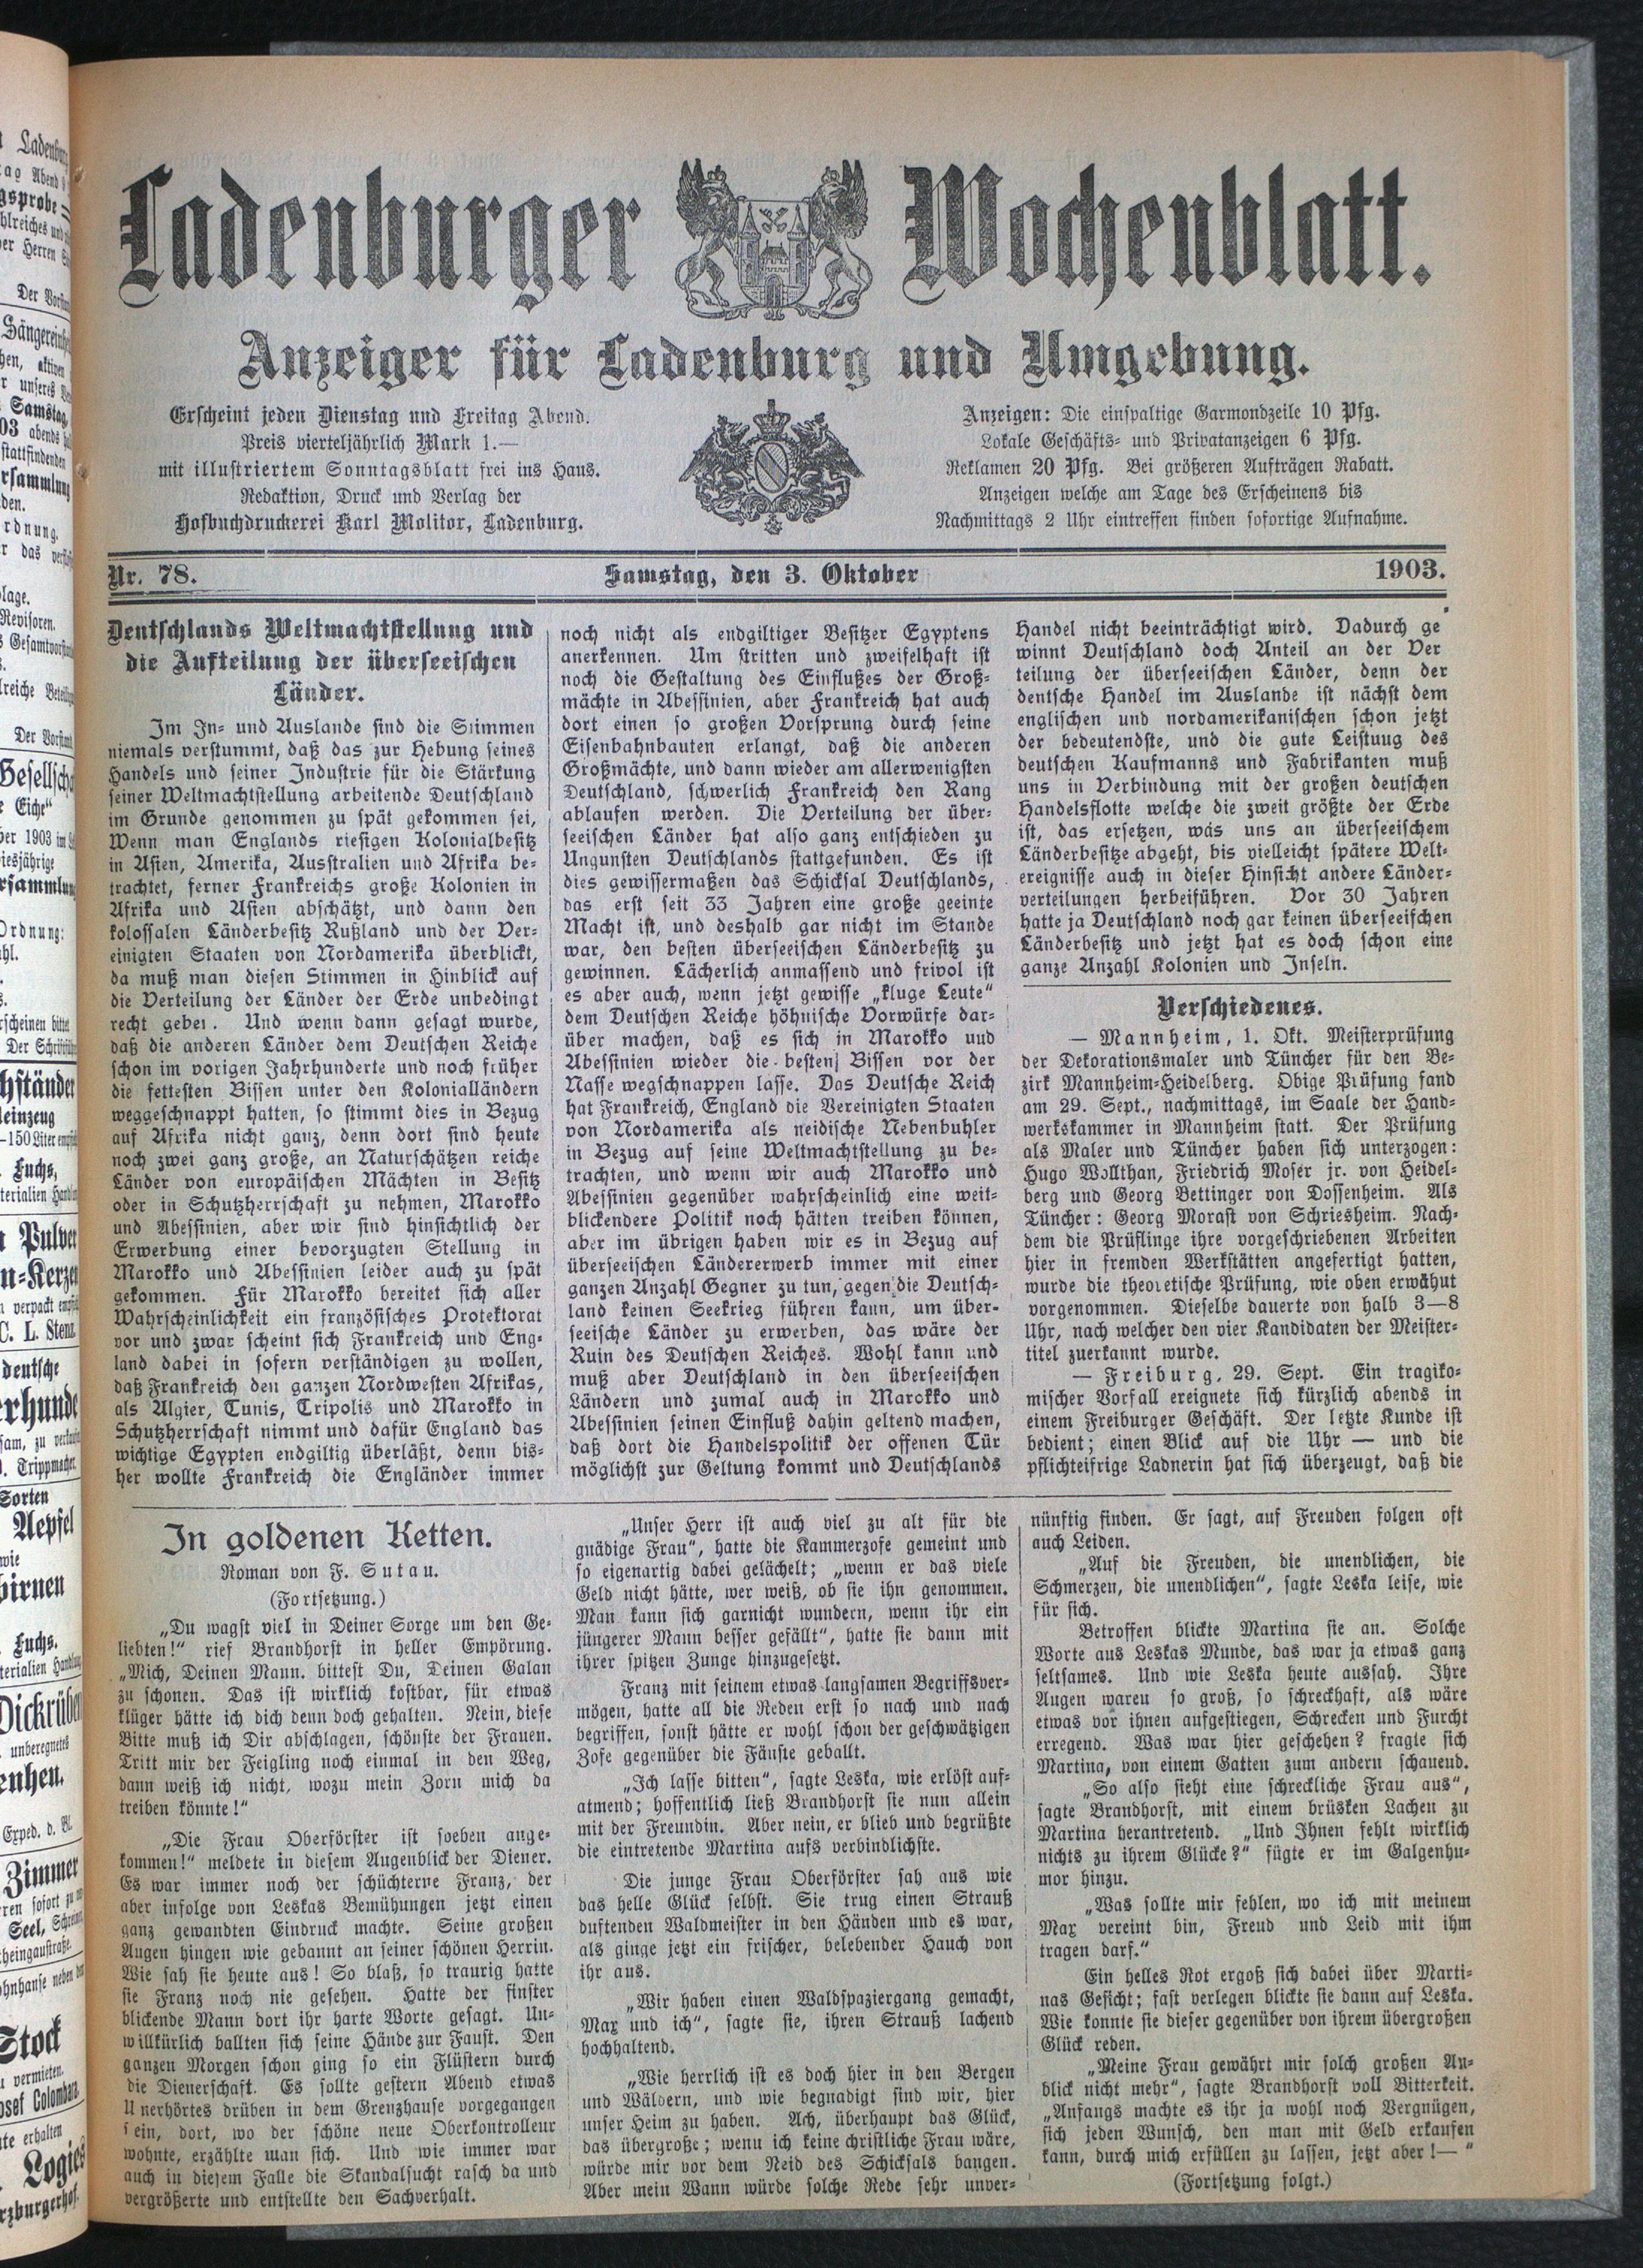 Ladenburger Wochenblatt.
Anzeiger für Ladenburg und Umgebung.
Erscheint jeden Dienstag und Freitag Abend.
Preis vierteljährlich Mark 1.—
mit illustriertem Sonntagsblatt frei ins Haus.
Redaktion, Druck und Verlag der
Hofbuchdruckerei Karl Molitor, Ladenburg.
Anzeigen: Die einspaltige Garmondzeile 10 Pfg.
Lokale Geschäfts- und Privatanzeigen 6 Pfg.
Reklamen 20 Pfg. Bei größeren Aufträgen Rabatt.
Anzeigen welche am Tage des Erscheinens bis
Nachmittags 2 Uhr eintreffen finden sofortige Aufnahme.
Nr. 78.
Samstag, den 3. Oktober
1903.
Deutschlands Weltmachtstellung und
die Aufteilung der überseeischen
Länder.
Im In- und Auslande sind die Stimmen
niemals verstummt, daß das zur Hebung seines
Handels und seiner Industrie für die Stärkung
seiner Weltmachtstellung arbeitende Deutschland
im Grunde genommen zu spät gekommen sei,
Wenn man Englands riesigen Kolonialbesitz
in Asien, Amerika, Ausstralien und Afrika be-
trachtet, ferner Frankreichs große Kolonien in
Afrika und Asien abschätzt, und dann den
kolossalen Länderbesitz Rußland und der Ver-
einigten Staaten von Nordamerika überblickt,
da muß man diesen Stimmen in Hinblick auf
die Verteilung der Länder der Erde unbedingt
recht geben. Und wenn dann gesagt wurde,
daß die anderen Länder dem Deutschen Reiche
schon im vorigen Jahrhunderte und noch früher
die fettesten Bissen unter den Kolonialländern
weggeschnappt hatten, so stimmt dies in Bezug
auf Afrika nicht ganz, denn dort sind heute
noch zwei ganz große, an Naturschätzen reiche
Länder von europäischen Mächten in Besitz
oder in Schutzherrschaft zu nehmen, Marokko
und Abessinien, aber wir sind hinsichtlich der
Erwerbung einer bevorzugten Stellung in
Marokko und Abessinien leider auch zu spät
gekommen. Für Marokko bereitet sich aller
Wahrscheinlichkeit ein französisches Protektorat
vor und zwar scheint sich Frankreich und Eng-
land dabei in sofern verständigen zu wollen,
daß Frankreich den ganzen Nordwesten Afrikas,
als Algier, Tunis, Tripolis und Marokko in
Schutzherrschaft nimmt und dafür England das
wichtige Egypten endgiltig überläßt, denn bis-
her wollte Frankreich die Engländer immer
noch nicht als endgiltiger Besitzer Egyptens
anerkennen. Um stritten und zweifelhaft ist
noch die Gestaltung des Einflußes der Groß-
mächte in Abessinien, aber Frankreich hat auch
dort einen so großen Vorsprung durch seine
Eisenbahnbauten erlangt, daß die anderen
Großmächte, und dann wieder am allerwenigsten
Deutschland, schwerlich Frankreich den Rang
ablaufen werden. Die Verteilung der über-
seeischen Länder hat also ganz entschieden zu
Ungunsten Deutschlands stattgefunden. Es ist
dies gewissermaßen das Schicksal Deutschlands,
das erst seit 33 Jahren eine große geeinte
Macht ist, und deshalb gar nicht im Stande
war, den besten überseeischen Länderbesitz zu
gewinnen. Lächerlich anmassend und frivol ist
es aber auch, wenn jetzt gewisse „kluge Leute“
dem Deutschen Reiche höhnische Vorwürfe dar-
über machen, daß es sich in Marokko und
Abessinien wieder die besten Bissen vor der
Nasse wegschnappen lasse. Das Deutsche Reich
hat Frankreich, England die Vereinigten Staaten
von Nordamerika als neidische Nebenbuhler
in Bezug auf seine Weltmachtstellung zu be-
trachten, und wenn wir auch Marokko und
Abessinien gegenüber wahrscheinlich eine weit-
blickendere Politik noch hätten treiben können,
aber im übrigen haben wir es in Bezug auf
überseeischen Ländererwerb immer mit einer
ganzen Anzahl Gegner zu tun, gegen die Deutsch-
land keinen Seekrieg führen kann, um über-
seeische Länder zu erwerben, das wäre der
Ruin des Deutschen Reiches. Wohl kann und
muß aber Deutschland in den überseeischen
Ländern und zumal auch in Marokko und
Abessinien seinen Einfluß dahin geltend machen,
daß dort die Handelspolitik der offenen Tür
möglichst zur Geltung kommt und Deutschlands
Handel nicht beeinträchtigt wird. Dadurch ge
winnt Deutschland doch Anteil an der Ver
teilung der überseeischen Länder, denn der
deutsche Handel im Auslande ist nächst dem
englischen und nordamerikanischen schon jetzt
der bedeutendste, und die gute Leistuug des
deutschen Kaufmanns und Fabrikanten muß
uns in Verbindung mit der großen deutschen
Handelsflotte welche die zweit größte der Erde
ist, das ersetzen, was uns an überseeischem
Länderbesitze abgeht, bis vielleicht spätere Welt-
ereignisse auch in dieser Hinsicht andere Länder-
verteilungen herbeiführen. Vor 30 Jahren
hatte ja Deutschland noch gar keinen überseeischen
Länderbesitz und jetzt hat es doch schon eine
ganze Anzahl Kolonien und Inseln.
Verschiedenes.
— Mannheim, 1. Okt. Meisterprüfung
der Dekorationsmaler und Tüncher für den Be-
zirk Mannheim-Heidelberg. Obige Prüfung fand
am 29. Sept., nachmittags, im Saale der Hand-
werkskammer in Mannheim statt. Der Prüfung
als Maler und Tüncher haben sich unterzogen:
Hugo Wollthan, Friedrich Moser jr. von Heidel-
berg und Georg Bettinger von Dossenheim. Als
Tüncher: Georg Morast von Schriesheim. Nach-
dem die Prüflinge ihre vorgeschriebenen Arbeiten
hier in fremden Werkstätten angefertigt hatten,
wurde die theoretische Prüfung, wie oben erwähut
vorgenommen. Dieselbe dauerte von halb 3—8
Uhr, nach welcher den vier Kandidaten der Meister-
titel zuerkannt wurde.
— Freiburg, 29. Sept. Ein tragiko-
mischer Vorfall ereignete sich kürzlich abends in
einem Freiburger Geschäft. Der letzte Kunde ist
bedient; einen Blick auf die Uhr — und die
pflichteifrige Ladnerin hat sich überzeugt, daß die
In goldenen Ketten.
Roman von F. Sutau.
(Fortsetzung.)
„Du wagst viel in Deiner Sorge um den Ge-
liebten!“ rief Brandhorst in heller Empörung.
„Mich, Deinen Mann. bittest Du, Deinen Galan
zu schonen. Das ist wirklich kostbar, für etwas
klüger hätte ich dich denn doch gehalten. Nein, diese
Bitte muß ich Dir abschlagen, schönste der Frauen.
Tritt mir der Feigling noch einmal in den Weg,
dann weiß ich nicht, wozu mein Zorn mich da
treiben könnte!“
„Die Frau Oberförster ist soeben ange-
kommen!“ meldete in diesem Augenblick der Diener.
Es war immer noch der schüchterne Franz, der
aber infolge von Leskas Bemühungen jetzt einen
ganz gewandten Eindruck machte. Seine großen
Augen hingen wie gebannt an seiner schönen Herrin.
Wie sah sie heute aus! So blaß, so traurig hatte
sie Franz noch nie gesehen. Hatte der finster
blickende Mann dort ihr harte Worte gesagt. Un-
willkürlich ballten sich seine Hände zur Faust. Den
ganzen Morgen schon ging so ein Flüstern durch
die Dienerschaft. Es sollte gestern Abend etwas
Unerhörtes drüben in dem Grenzhause vorgegangen
sein, dort, wo der schöne neue Oberkontrolleur
wohnte, erzählte man sich. Und wie immer war
auch in diesem Falle die Skandalsucht rasch da und
vergrößerte und entstellte den Sachverhalt.
„Unser Herr ist auch viel zu alt für die
gnädige Frau“, hatte die Kammerzofe gemeint und
so eigenartig dabei gelächelt; „wenn er das viele
Geld nicht hätte, wer weiß, ob sie ihn genommen.
Man kann sich garnicht wundern, wenn ihr ein
jüngerer Mann besser gefällt“, hatte sie dann mit
ihrer spitzen Zunge hinzugesetzt.
Franz mit seinem etwas langsamen Begriffsver-
mögen, hatte all die Reden erst so nach und nach
begriffen, sonst hätte er wohl schon der geschwätzigen
Zofe gegenüber die Fäuste geballt.
„Ich lasse bitten“, sagte Leska, wie erlöst auf-
atmend; hoffentlich ließ Brandhorst sie nun allein
mit der Freundin. Aber nein, er blieb und begrüßte
die eintretende Martina aufs verbindlichste.
Die junge Frau Oberförster sah aus wie
das helle Glück selbst. Sie trug einen Strauß
duftenden Waldmeister in den Händen und es war,
als ginge jetzt ein frischer, belebender Hauch von
ihr aus.
„Wir haben einen Waldspaziergang gemacht,
Max und ich“, sagte sie, ihren Strauß lachend
hochhaltend.
„Wie herrlich ist es doch hier in den Bergen
und Wäldern, und wie begnadigt sind wir, hier
unser Heim zu haben. Ach, überhaupt das Glück,
das übergroße; wenn ich keine christliche Frau wäre,
würde mir vor dem Neid des Schicksals bangen.
Aber mein Mann würde solche Rede sehr unver-
nünftig finden. Er sagt, auf Freuden folgen oft
auch Leiden.
„Auf die Freuden, die unendlichen, die
Schmerzen, die unendlichen“, sagte Leska leise, wie
für sich.
Betroffen blickte Martina sie an. Solche
Worte aus Leskas Munde, das war ja etwas ganz
seltsames. Und wie Leska heute aussah. Ihre
Augen waren so groß, so schreckhaft, als wäre
etwas vor ihnen aufgestiegen, Schrecken und Furcht
erregend. Was war hier geschehen? fragte sich
Martina, von einem Gatten zum andern schauend.
„So also sieht eine schreckliche Frau aus“,
sagte Brandhorst, mit einem brüsken Lachen zu
Martina herantretend. „Und Ihnen fehlt wirklich
nichts zu ihrem Glücke?“ fügte er im Galgenhu-
mor hinzu.
„Was sollte mir fehlen, wo ich mit meinem
Max vereint bin, Freud und Leid mit ihm
tragen darf.“
Ein helles Rot ergoß sich dabei über Marti-
nas Gesicht; fast verlegen blickte sie dann auf Leska.
Wie konnte sie dieser gegenüber von ihrem übergroßen
Glück reden.
„Meine Frau gewährt mir solch großen An-
blick nicht mehr“, sagte Brandhorst voll Bitterkeit.
„Anfangs machte es ihr ja wohl noch Vergnügen,
sich jeden Wunsch, den man mit Geld erkaufen
kann, durch mich erfüllen zu lassen, jetzt aber!— “
(Fortsetzung folgt.)